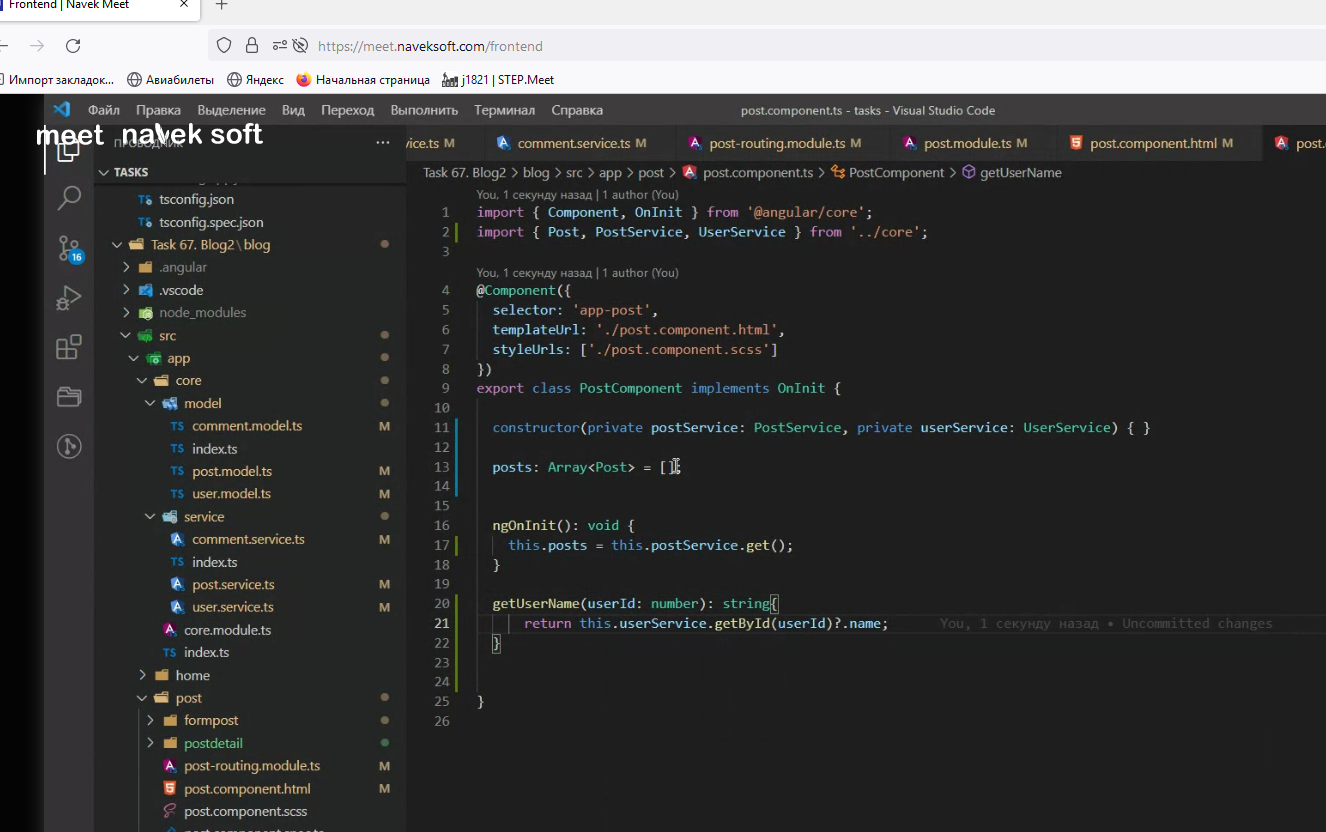 Frontend | Navek Meet
https://meet.naveksoft.com/frontend
Импорт закладок... Авиабилеты Яндекс Начальная страница j1821 | STEP.Meet
Файл Правка Выделение Вид Переход Выполнить Терминал Справка post.component.ts - tasks - Visual Studio Code
meet navek soft
ПРОВОДНИК
vice.ts M comment.service.ts M post-routing.module.ts M post.module.ts M post.component.html M post.
TASKS
Task 67. Blog2 > blog > src > app > post > post.component.ts > PostComponent > getUserName
tsconfig.json
tsconfig.spec.json
Task 67. Blog2 \ blog
.angular
.vscode
node_modules
src
app
core
model
comment.model.ts M
index.ts
post.model.ts M
user.model.ts M
service
comment.service.ts M
index.ts
post.service.ts M
user.service.ts M
core.module.ts
index.ts
home
post
formpost
postdetail
post-routing.module.ts M
post.component.html M
post.component.scss
16
You, 1 секунду назад | 1 author (You)
1 import { Component, OnInit } from '@angular/core';
2 import { Post, PostService, UserService } from '../core';
3
You, 1 секунду назад | 1 author (You)
4 @Component({
5 selector: 'app-post',
6 templateUrl: './post.component.html',
7 styleUrls: ['./post.component.scss']
8 })
9 export class PostComponent implements OnInit {
10
11 constructor(private postService: PostService, private userService: UserService) { }
12
13 posts: Array<Post> = [];
14
15
16 ngOnInit(): void {
17 this.posts = this.postService.get();
18 }
19
20 getUserName(userId: number): string{
21 return this.userService.getById(userId)?.name; You, 1 секунду назад • Uncommitted changes
22 }
23
24
25 }
26